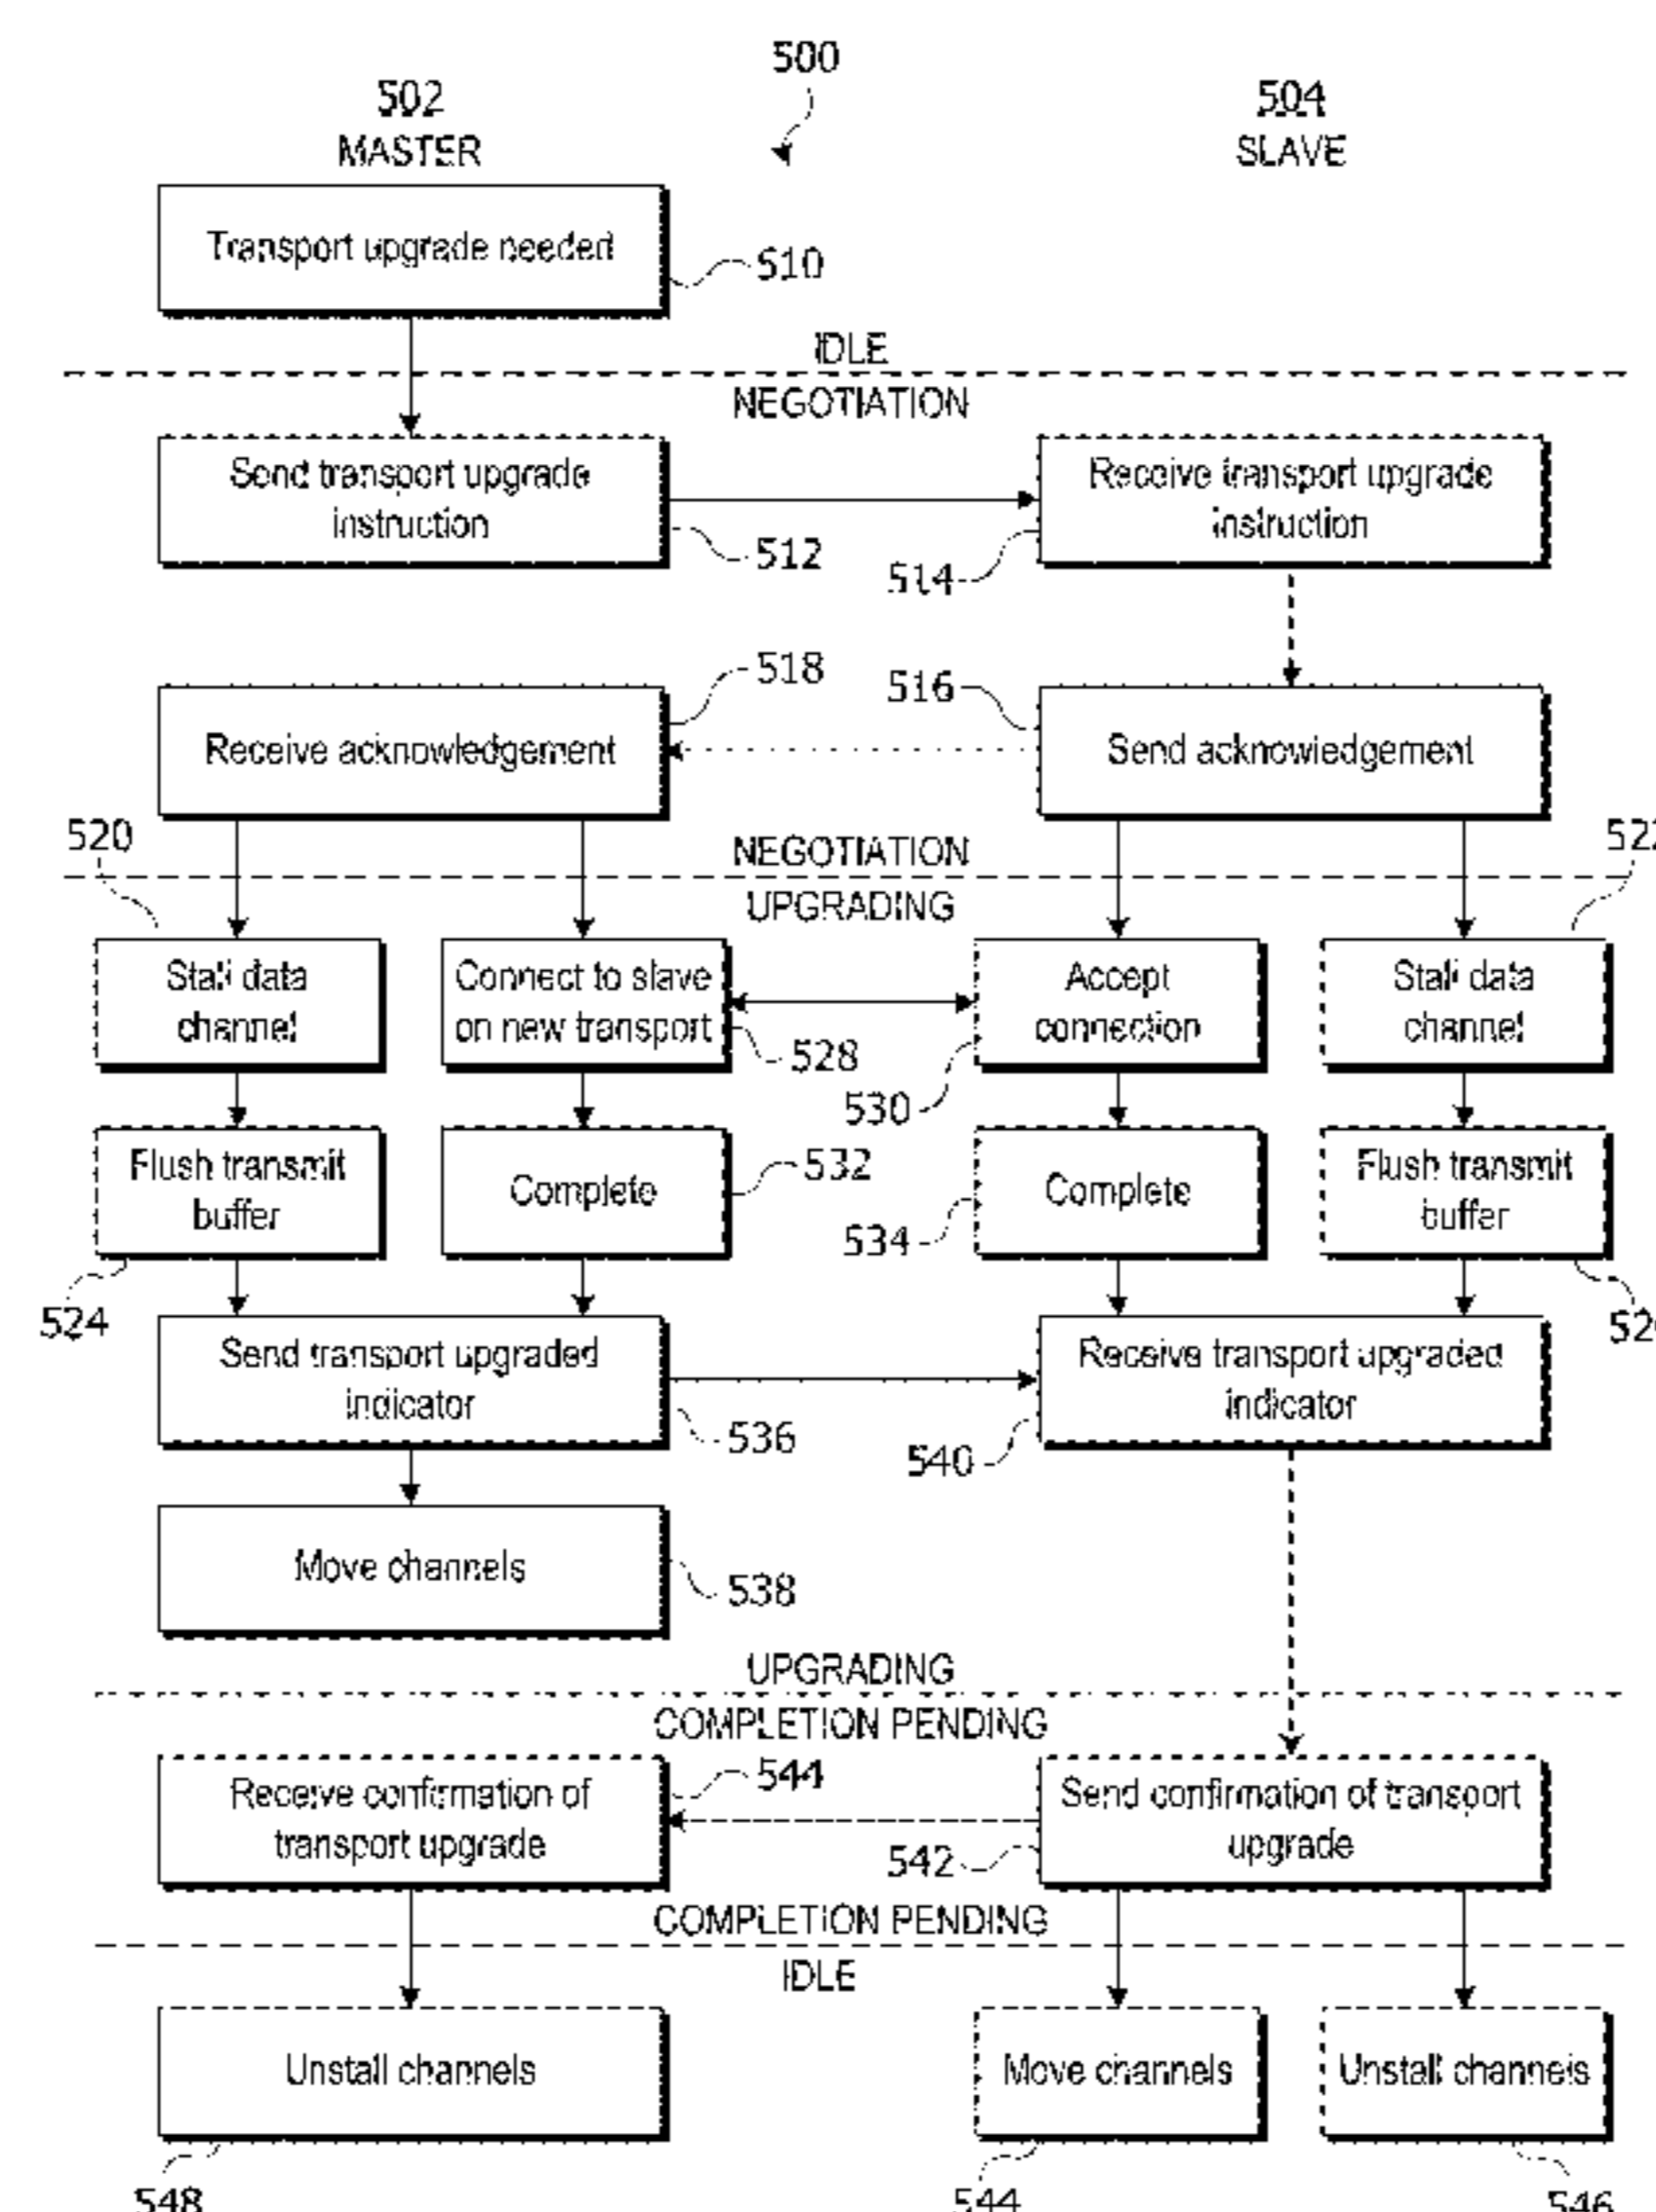 500
502
MASTER
504
SLAVE
Transport upgrade needed
510
IDLE
NEGOTIATION
Send transport upgrade
instruction
512
Receive transport upgrade
instruction
514
518
516
Receive acknowledgement
Send acknowledgement
520
NEGOTIATION
UPGRADING
Stall data
channel
Connect to slave
on new transport
528
Accept
connection
530
Stall data
channel
Flush transmit
buffer
524
Complete
532
Complete
534
Flush transmit
buffer
Send transport upgraded
indicator
536
Receive transport upgraded
indicator
540
Move channels
538
UPGRADING
COMPLETION PENDING
Receive confirmation of
transport upgrade
544
Send confirmation of transport
upgrade
542
COMPLETION PENDING
IDLE
Unstall channels
548
Move channels
544
Unstall channels
546